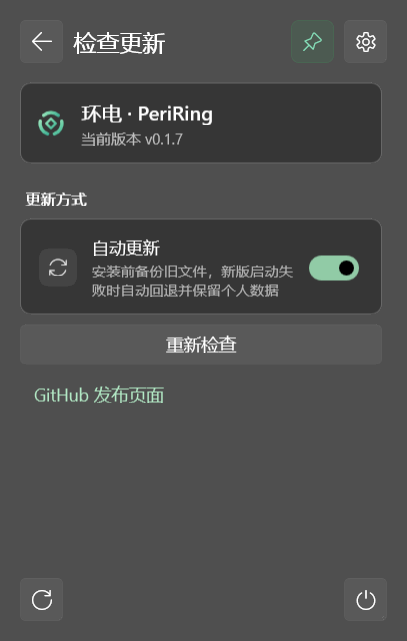 检查更新
环电 · PeriRing
当前版本 v0.1.7
更新方式
自动更新
安装前备份旧文件，新版启动失
败时自动回退并保留个人数据
重新检查
GitHub 发布页面